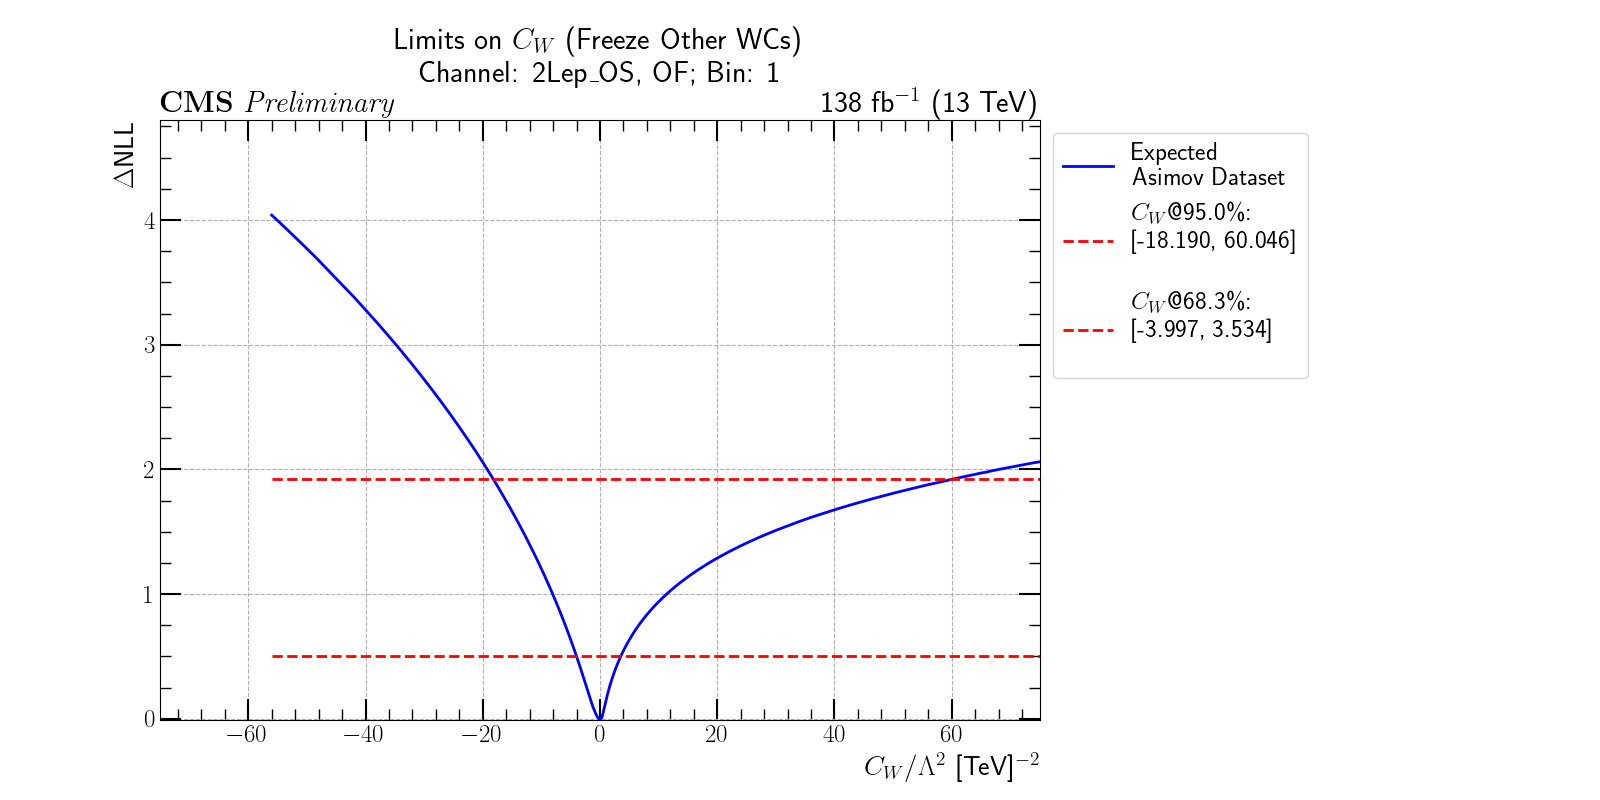 Limits on C_W (Freeze Other WCs)
Channel: 2Lep_OS, OF; Bin: 1
CMS Preliminary
138 fb⁻¹ (13 TeV)
ΔNLL
4
3
2
1
0
−60 −40 −20 0 20 40 60
C_W/Λ² [TeV]⁻²
Expected
Asimov Dataset
C_W@95.0%:
[-18.190, 60.046]
C_W@68.3%:
[-3.997, 3.534]